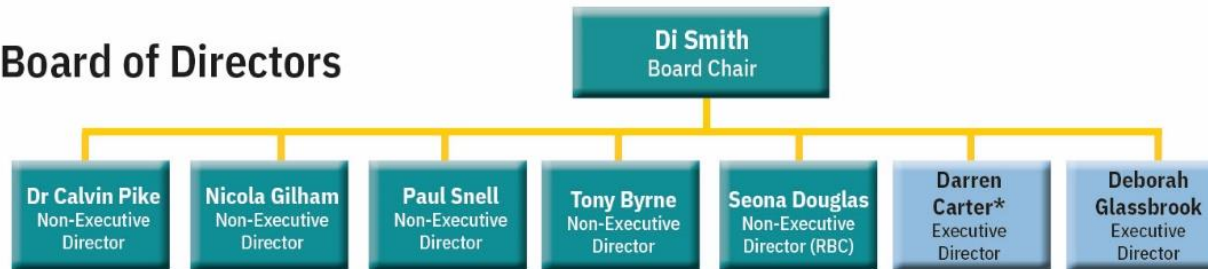 Board of Directors
Di Smith
Board Chair
Dr Calvin Pike
Non-Executive
Director
Nicola Gilham
Non-Executive
Director
Paul Snell
Non-Executive
Director
Tony Byrne
Non-Executive
Director
Seona Douglas
Non-Executive
Director (RBC)
Darren
Carter*
Executive
Director
Deborah
Glassbrook
Executive
Director